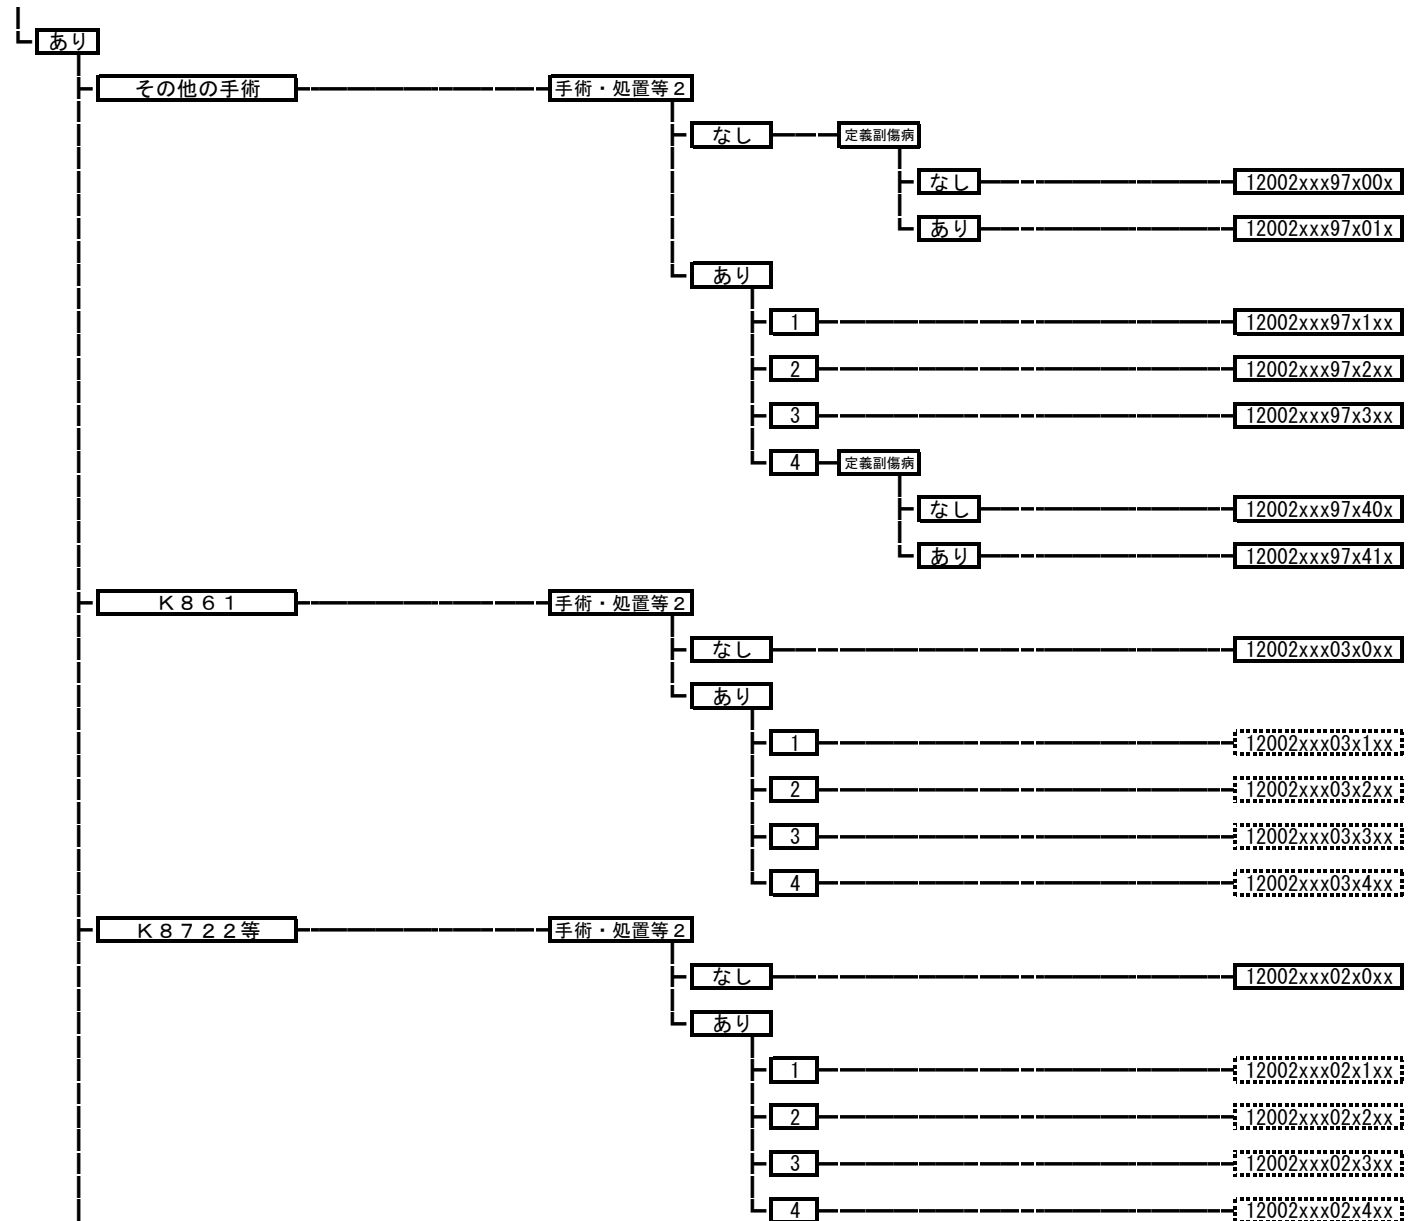 あり
その他の手術 手術・処置等２
なし 定義副傷病
なし 12002xxx97x00x
あり 12002xxx97x01x
あり
1 12002xxx97x1xx
2 12002xxx97x2xx
3 12002xxx97x3xx
4 定義副傷病
なし 12002xxx97x40x
あり 12002xxx97x41x
Ｋ８６１ 手術・処置等２
なし 12002xxx03x0xx
あり
1 12002xxx03x1xx
2 12002xxx03x2xx
3 12002xxx03x3xx
4 12002xxx03x4xx
Ｋ８７２２等 手術・処置等２
なし 12002xxx02x0xx
あり
1 12002xxx02x1xx
2 12002xxx02x2xx
3 12002xxx02x3xx
4 12002xxx02x4xx